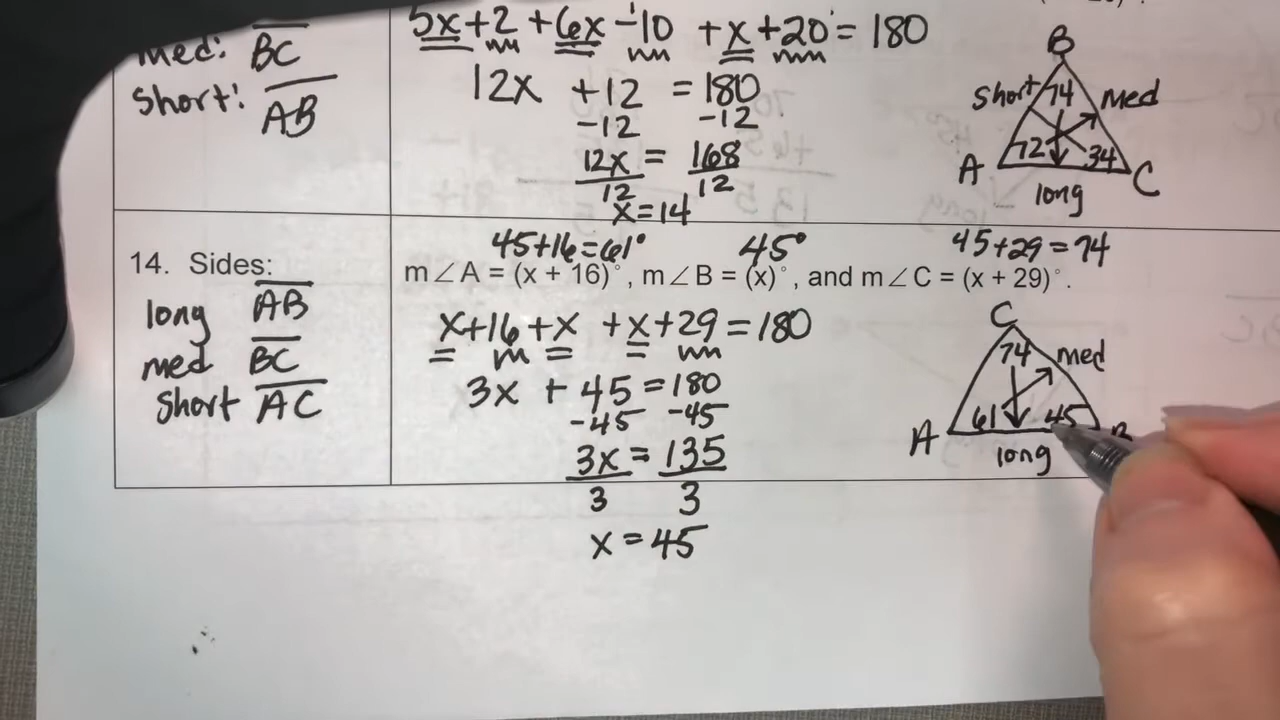 med: BC
short: AB
5x + 2 + 6x - 10 + x + 20 = 180
12x + 12 = 180
-12 -12
12x = 168
12 12
x = 14
B
short 74 med
A 72 34 C
long
14. Sides:
long AB
med BC
short AC
45+16=61° 45° 45+29=74
m∠A = (x + 16)°, m∠B = (x)°, and m∠C = (x + 29)°.
x+16+x +x+29=180
3x + 45 = 180
-45 -45
3x = 135
3 3
x = 45
C
74 med
A 61 45 B
long